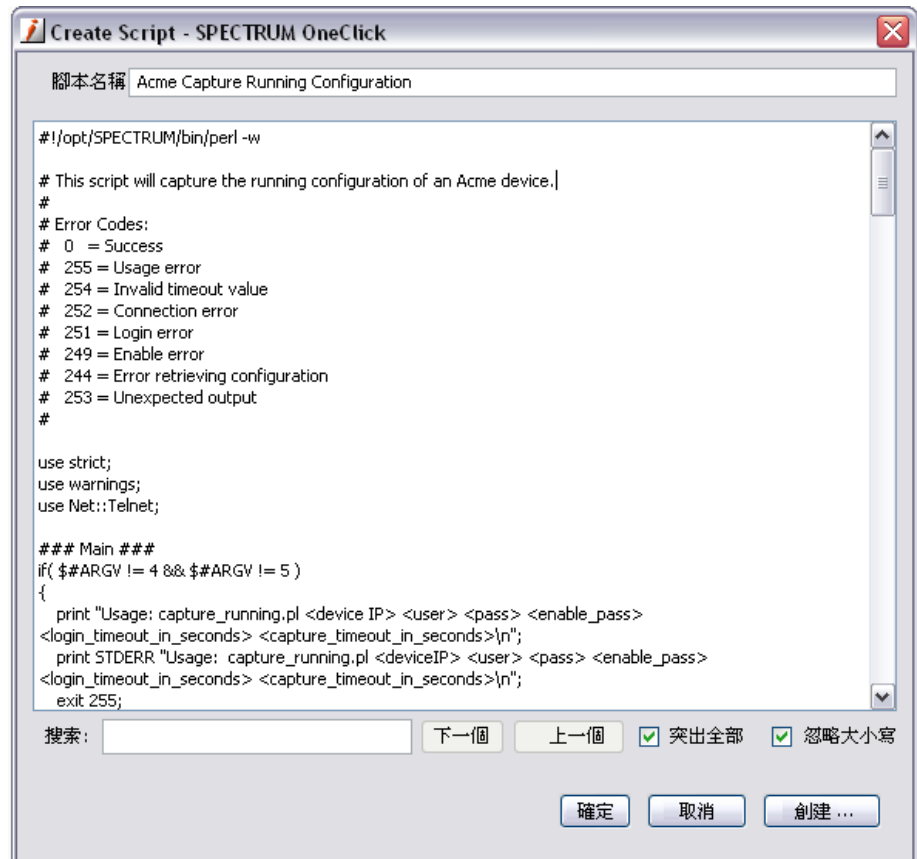 Create Script - SPECTRUM OneClick
腳本名稱 Acme Capture Running Configuration
#!/opt/SPECTRUM/bin/perl -w
# This script will capture the running configuration of an Acme device.
#
# Error Codes:
# 0 = Success
# 255 = Usage error
# 254 = Invalid timeout value
# 252 = Connection error
# 251 = Login error
# 249 = Enable error
# 244 = Error retrieving configuration
# 253 = Unexpected output
#
use strict;
use warnings;
use Net::Telnet;
### Main ###
if( $#ARGV != 4 && $#ARGV != 5 )
{
print "Usage: capture_running.pl <device IP> <user> <pass> <enable_pass>
<login_timeout_in_seconds> <capture_timeout_in_seconds>\n";
print STDERR "Usage: capture_running.pl <deviceIP> <user> <pass> <enable_pass>
<login_timeout_in_seconds> <capture_timeout_in_seconds>\n";
exit 255;
搜索: 下一個 上一個 突出全部 忽略大小寫
確定 取消 創建 ...